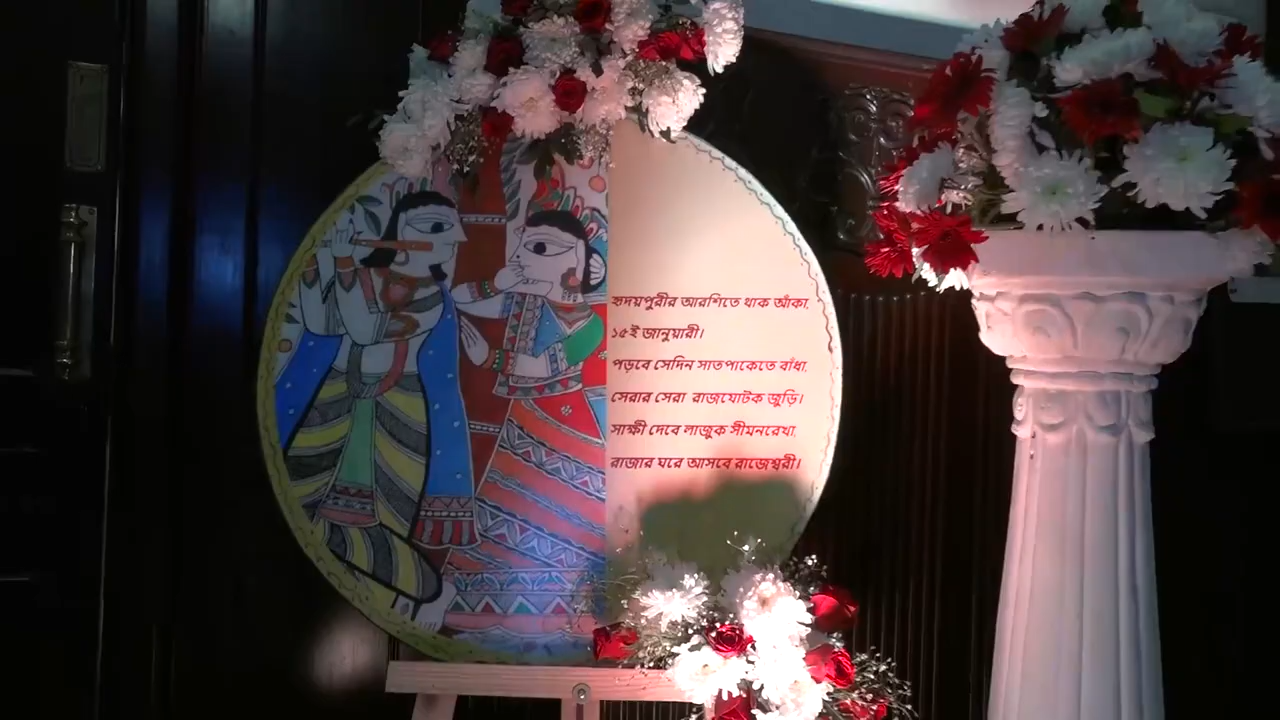 হৃদয়পুরীর আরশিতে থাক আঁকা,
১৫ই জানুয়ারী।
পড়বে সেদিন সাতপাকেতে বাঁধা,
সেরার সেরা রাজযোটক জুড়ি।
সাক্ষী দেবে লাজুক সীমনরেখা,
রাজার ঘরে আসবে রাজেশ্বরী।